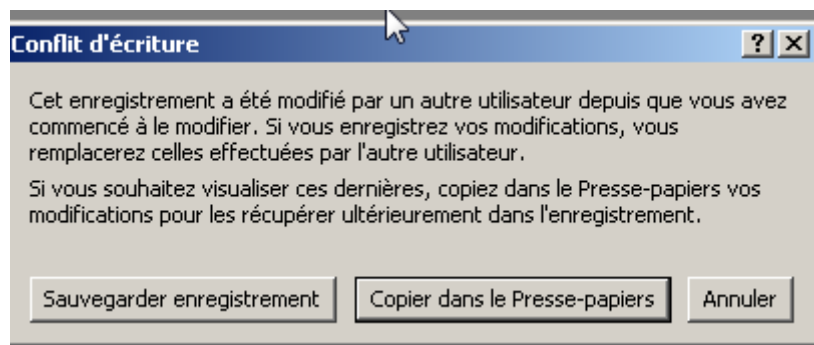 Conflit d'écriture
Cet enregistrement a été modifié par un autre utilisateur depuis que vous avez
commencé à le modifier. Si vous enregistrez vos modifications, vous
remplacerez celles effectuées par l'autre utilisateur.
Si vous souhaitez visualiser ces dernières, copiez dans le Presse-papiers vos
modifications pour les récupérer ultérieurement dans l'enregistrement.
Sauvegarder enregistrement Copier dans le Presse-papiers Annuler